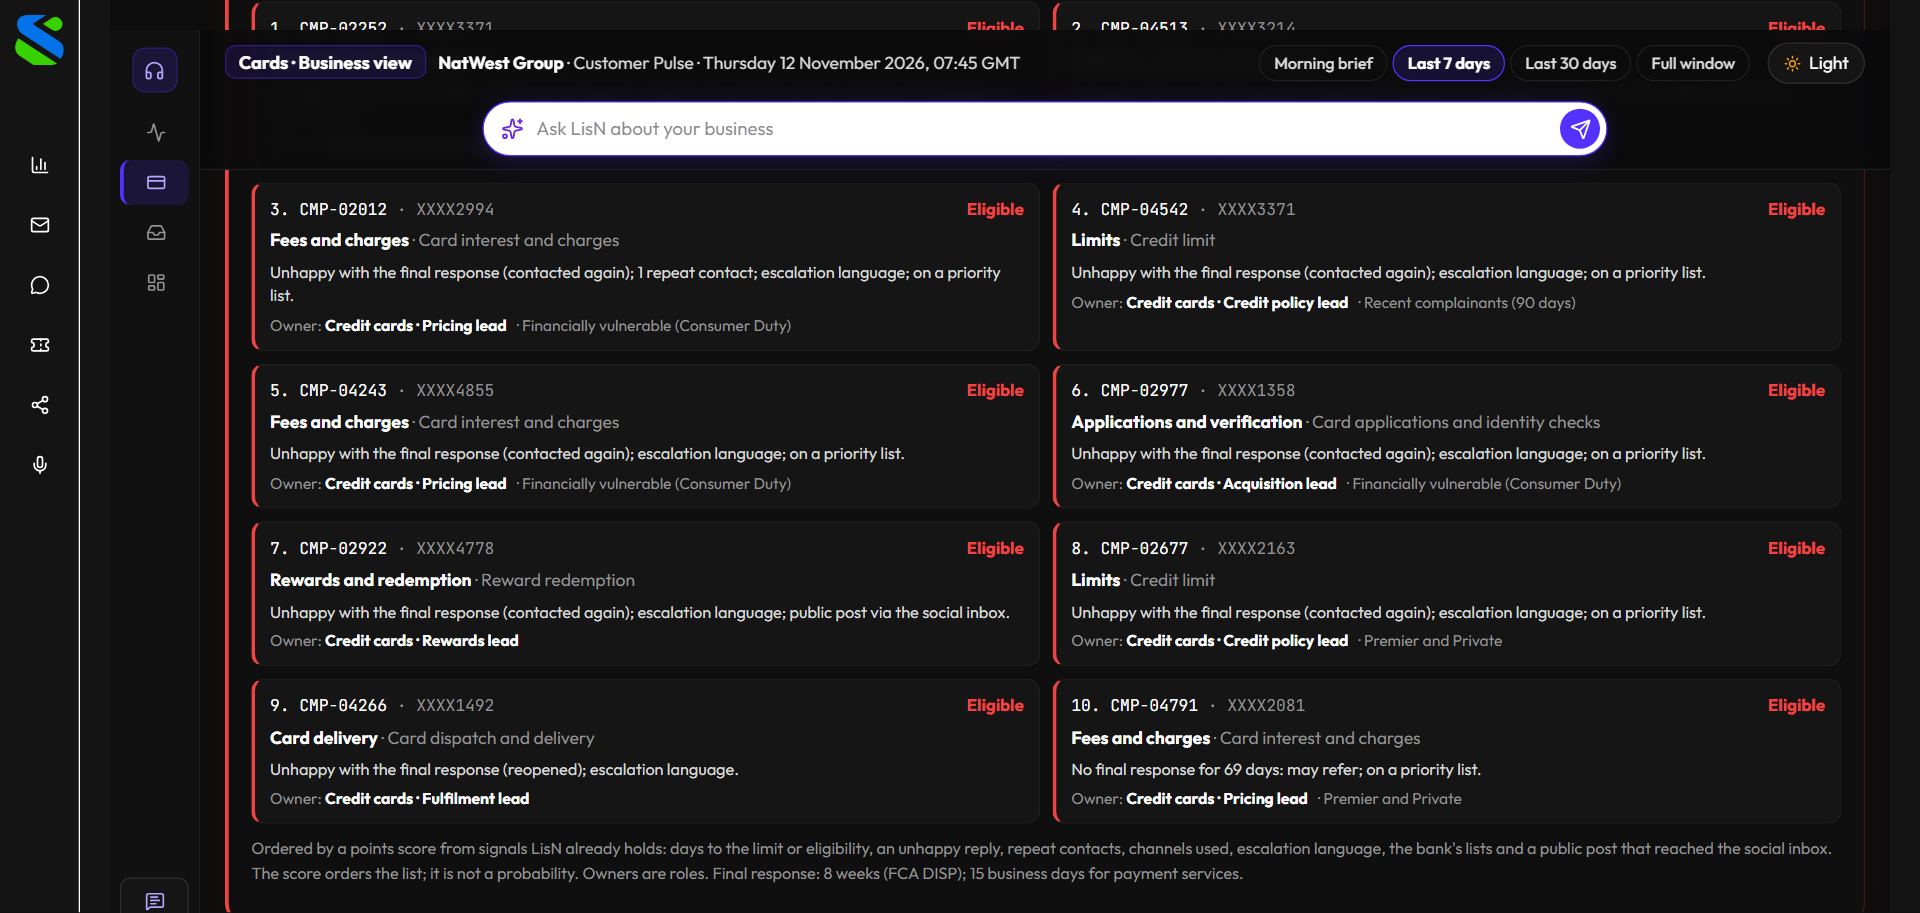 1. CMP-02252 · XXXX3371 Eligible
2. CMP-04513 · XXXX3214 Eligible
Cards · Business view NatWest Group · Customer Pulse · Thursday 12 November 2026, 07:45 GMT
Morning brief Last 7 days Last 30 days Full window Light
Ask LisN about your business
3. CMP-02012 · XXXX2994 Eligible
Fees and charges · Card interest and charges
Unhappy with the final response (contacted again); 1 repeat contact; escalation language; on a priority
list.
Owner: Credit cards · Pricing lead · Financially vulnerable (Consumer Duty)
4. CMP-04542 · XXXX3371 Eligible
Limits · Credit limit
Unhappy with the final response (contacted again); escalation language; on a priority list.
Owner: Credit cards · Credit policy lead · Recent complainants (90 days)
5. CMP-04243 · XXXX4855 Eligible
Fees and charges · Card interest and charges
Unhappy with the final response (contacted again); escalation language; on a priority list.
Owner: Credit cards · Pricing lead · Financially vulnerable (Consumer Duty)
6. CMP-02977 · XXXX1358 Eligible
Applications and verification · Card applications and identity checks
Unhappy with the final response (contacted again); escalation language; on a priority list.
Owner: Credit cards · Acquisition lead · Financially vulnerable (Consumer Duty)
7. CMP-02922 · XXXX4778 Eligible
Rewards and redemption · Reward redemption
Unhappy with the final response (contacted again); escalation language; public post via the social inbox.
Owner: Credit cards · Rewards lead
8. CMP-02677 · XXXX2163 Eligible
Limits · Credit limit
Unhappy with the final response (contacted again); escalation language; on a priority list.
Owner: Credit cards · Credit policy lead · Premier and Private
9. CMP-04266 · XXXX1492 Eligible
Card delivery · Card dispatch and delivery
Unhappy with the final response (reopened); escalation language.
Owner: Credit cards · Fulfilment lead
10. CMP-04791 · XXXX2081 Eligible
Fees and charges · Card interest and charges
No final response for 69 days: may refer; on a priority list.
Owner: Credit cards · Pricing lead · Premier and Private
Ordered by a points score from signals LisN already holds: days to the limit or eligibility, an unhappy reply, repeat contacts, channels used, escalation language, the bank's lists and a public post that reached the social inbox.
The score orders the list; it is not a probability. Owners are roles. Final response: 8 weeks (FCA DISP); 15 business days for payment services.